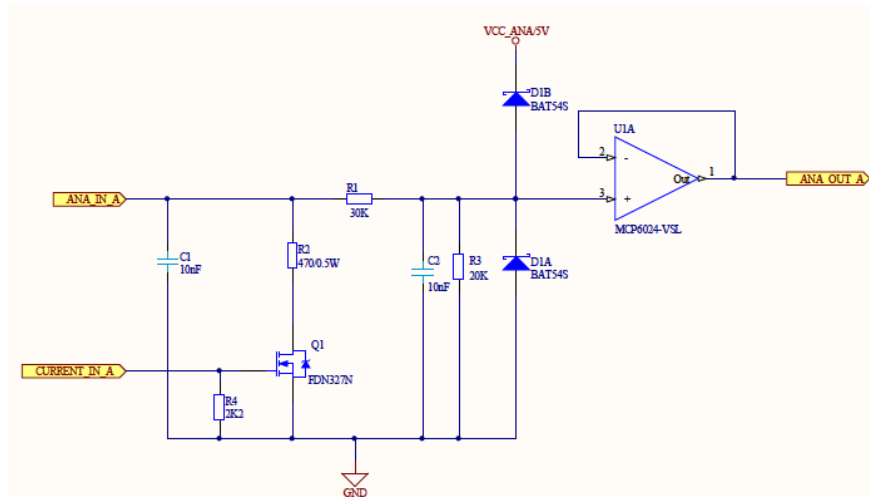 VCC_ANA/5V
D1B
BAT54S
U1A
2
-
1
Out
ANA_OUT_A
3
+
MCP6024-VSL
ANA_IN_A
R1
30K
C1
10nF
R2
470/0.5W
C2
10nF
R3
20K
D1A
BAT54S
Q1
FDN327N
CURRENT_IN_A
R4
2K2
GND